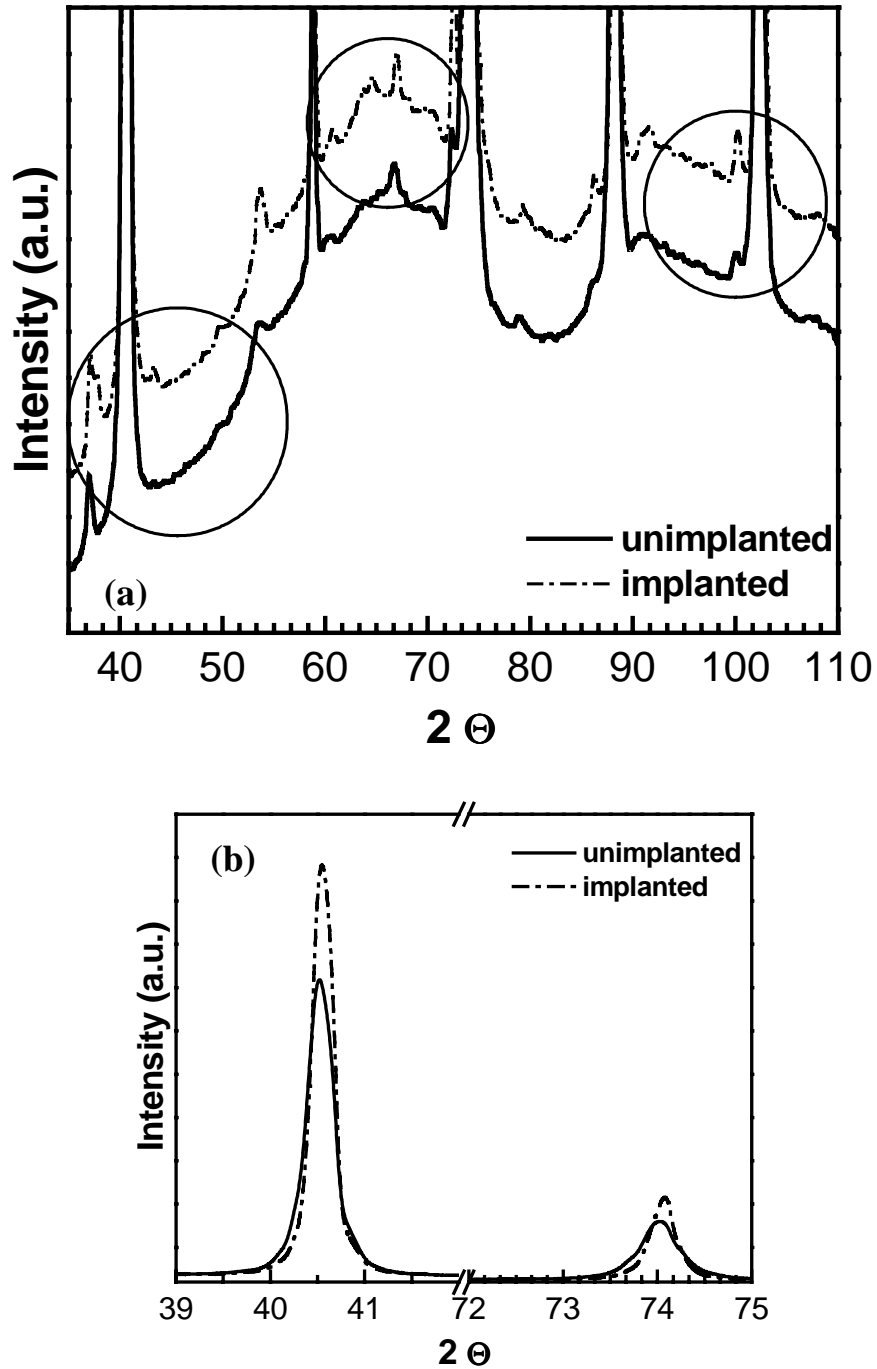 Intensity (a.u.)
unimplanted
implanted
(a)
40 50 60 70 80 90 100 110
2 Θ
(b)
unimplanted
implanted
Intensity (a.u.)
39 40 41 72 73 74 75
2 Θ